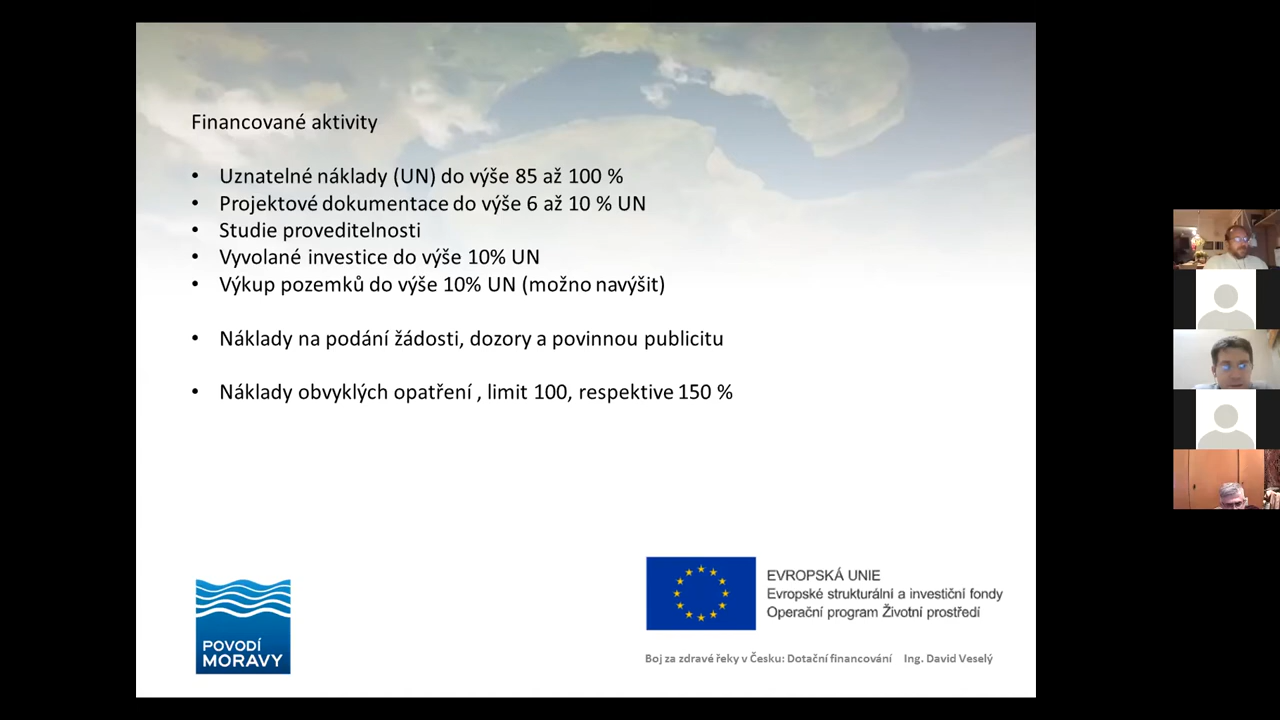 Financované aktivity
• Uznatelné náklady (UN) do výše 85 až 100 %
• Projektové dokumentace do výše 6 až 10 % UN
• Studie proveditelnosti
• Vyvolané investice do výše 10% UN
• Výkup pozemků do výše 10% UN (možno navýšit)
• Náklady na podání žádosti, dozory a povinnou publicitu
• Náklady obvyklých opatření , limit 100, respektive 150 %
POVODÍ
MORAVY
EVROPSKÁ UNIE
Evropské strukturální a investiční fondy
Operační program Životní prostředí
Boj za zdravé řeky v Česku: Dotační financování Ing. David Veselý